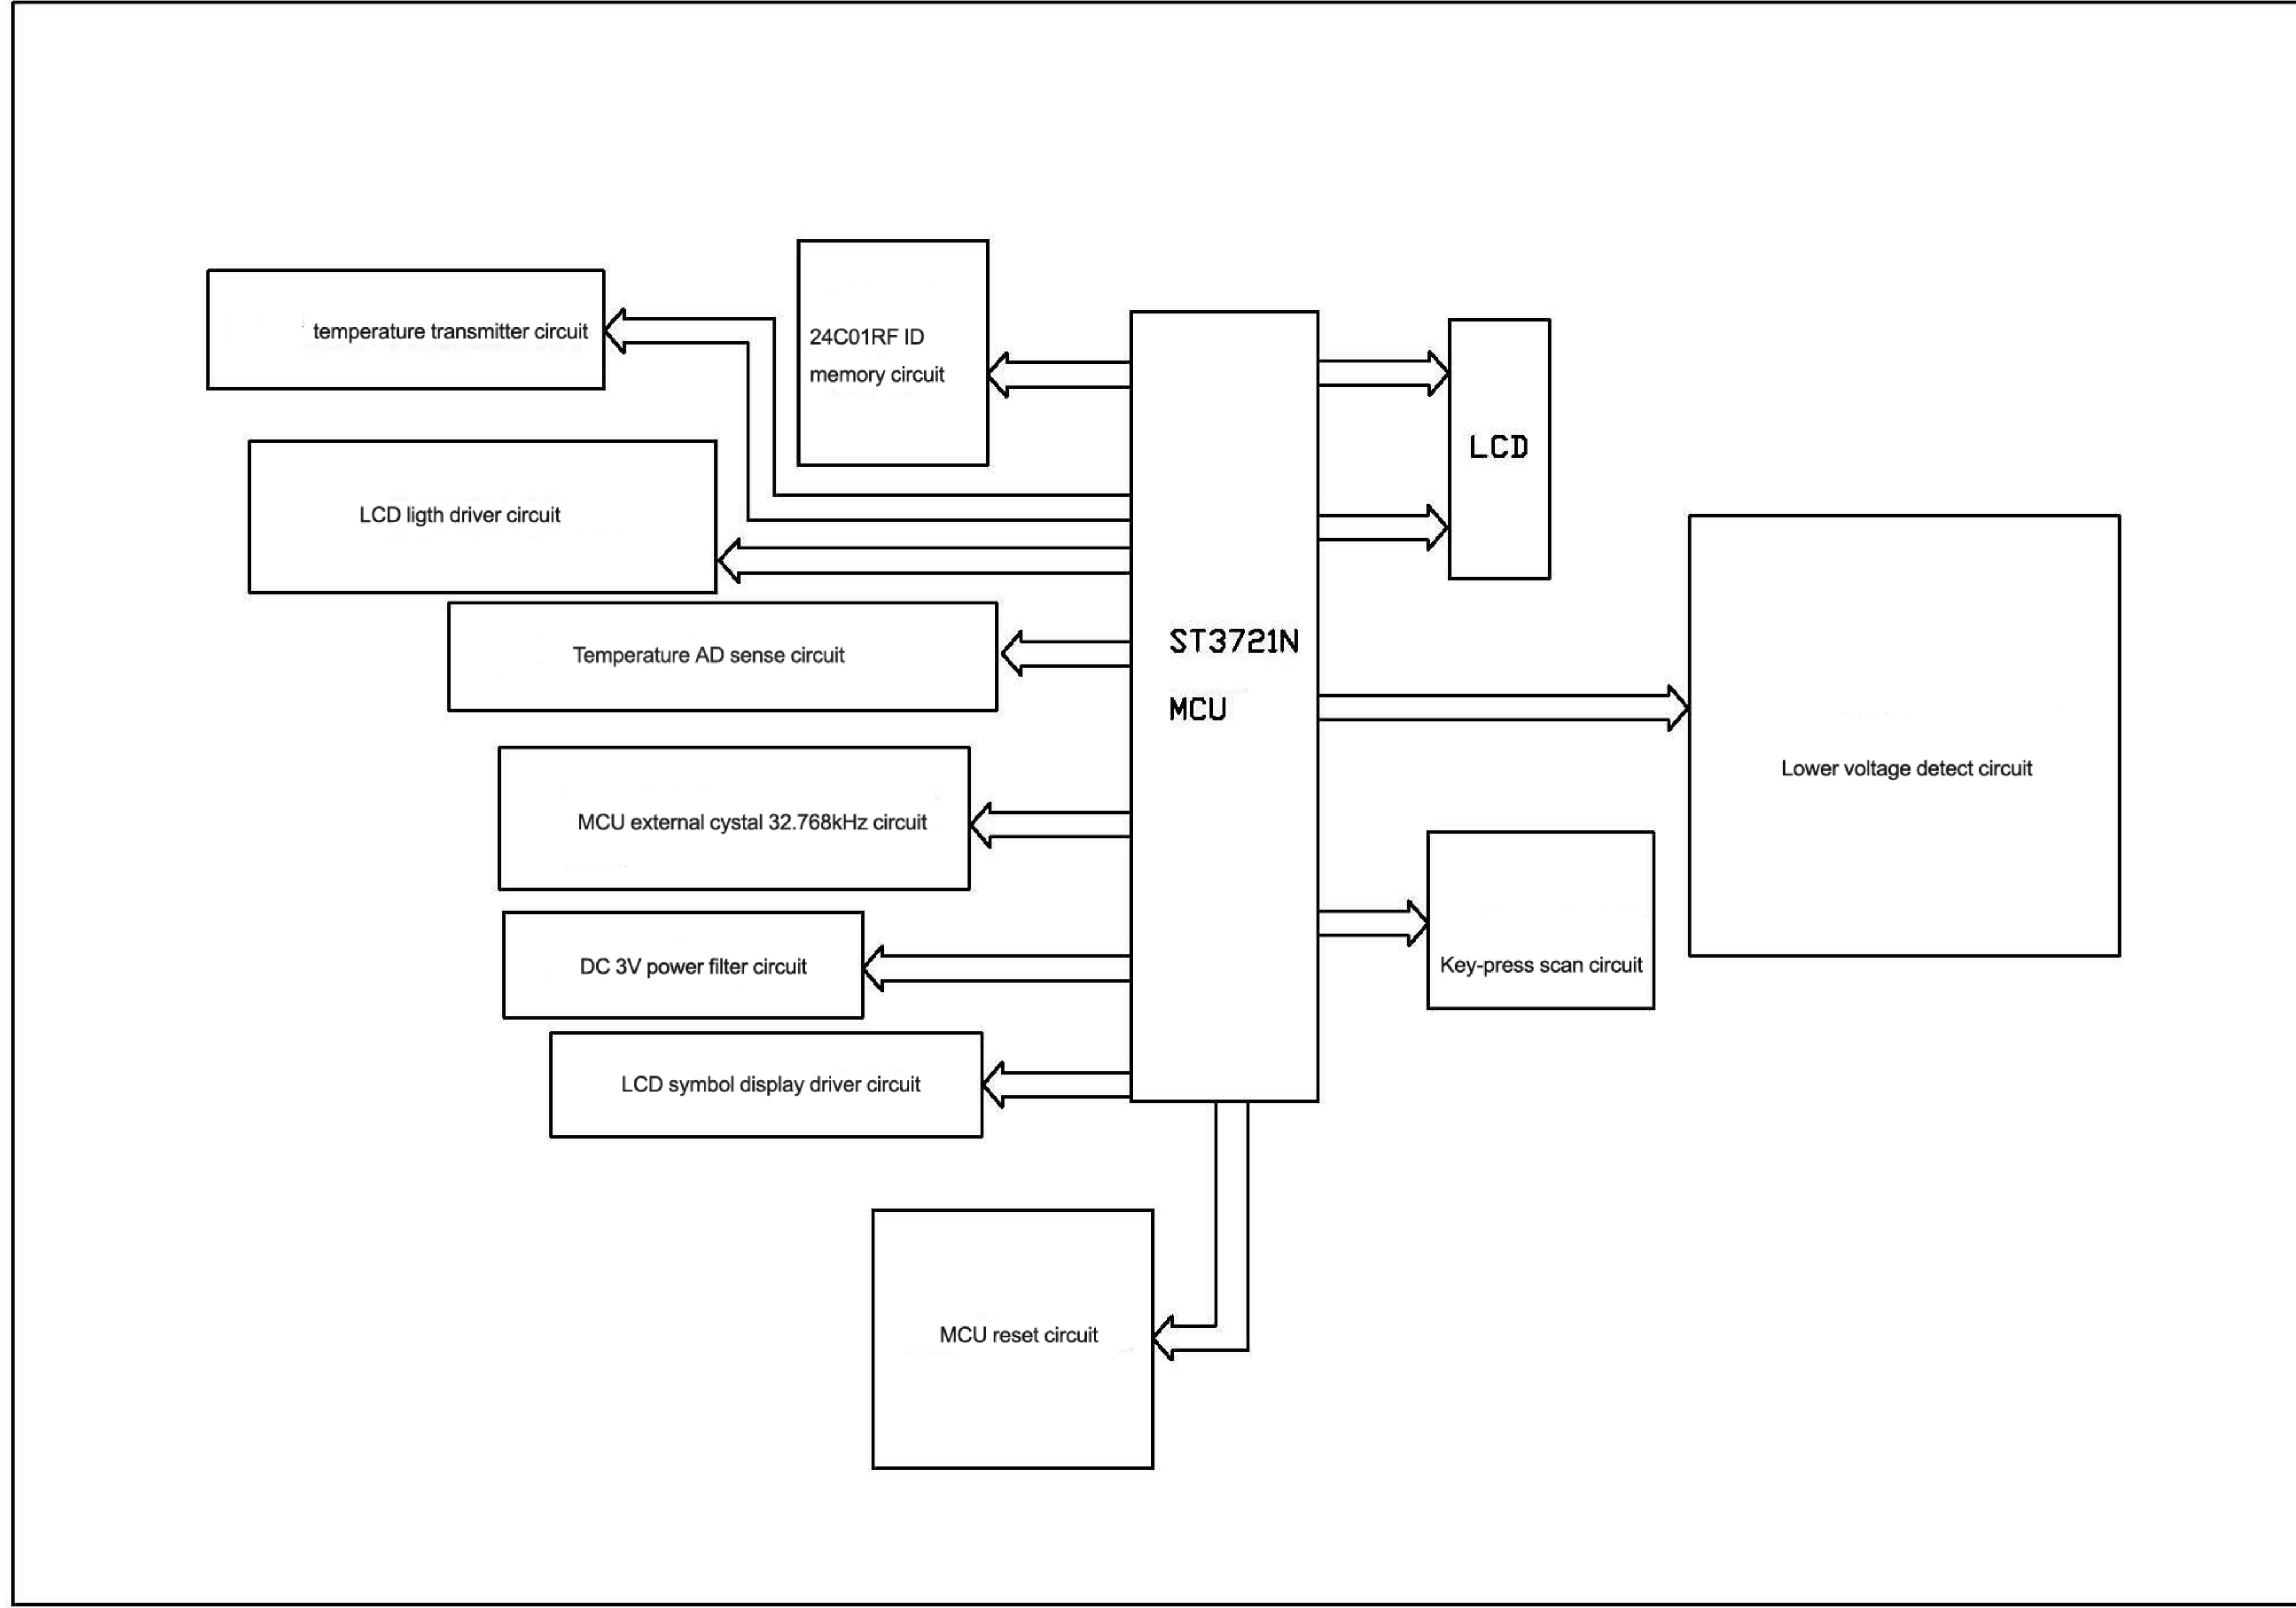 temperature transmitter circuit
24C01RF ID
memory circuit
LCD
LCD ligth driver circuit
ST3721N
MCU
Temperature AD sense circuit
Lower voltage detect circuit
MCU external cystal 32.768kHz circuit
Key-press scan circuit
DC 3V power filter circuit
LCD symbol display driver circuit
MCU reset circuit